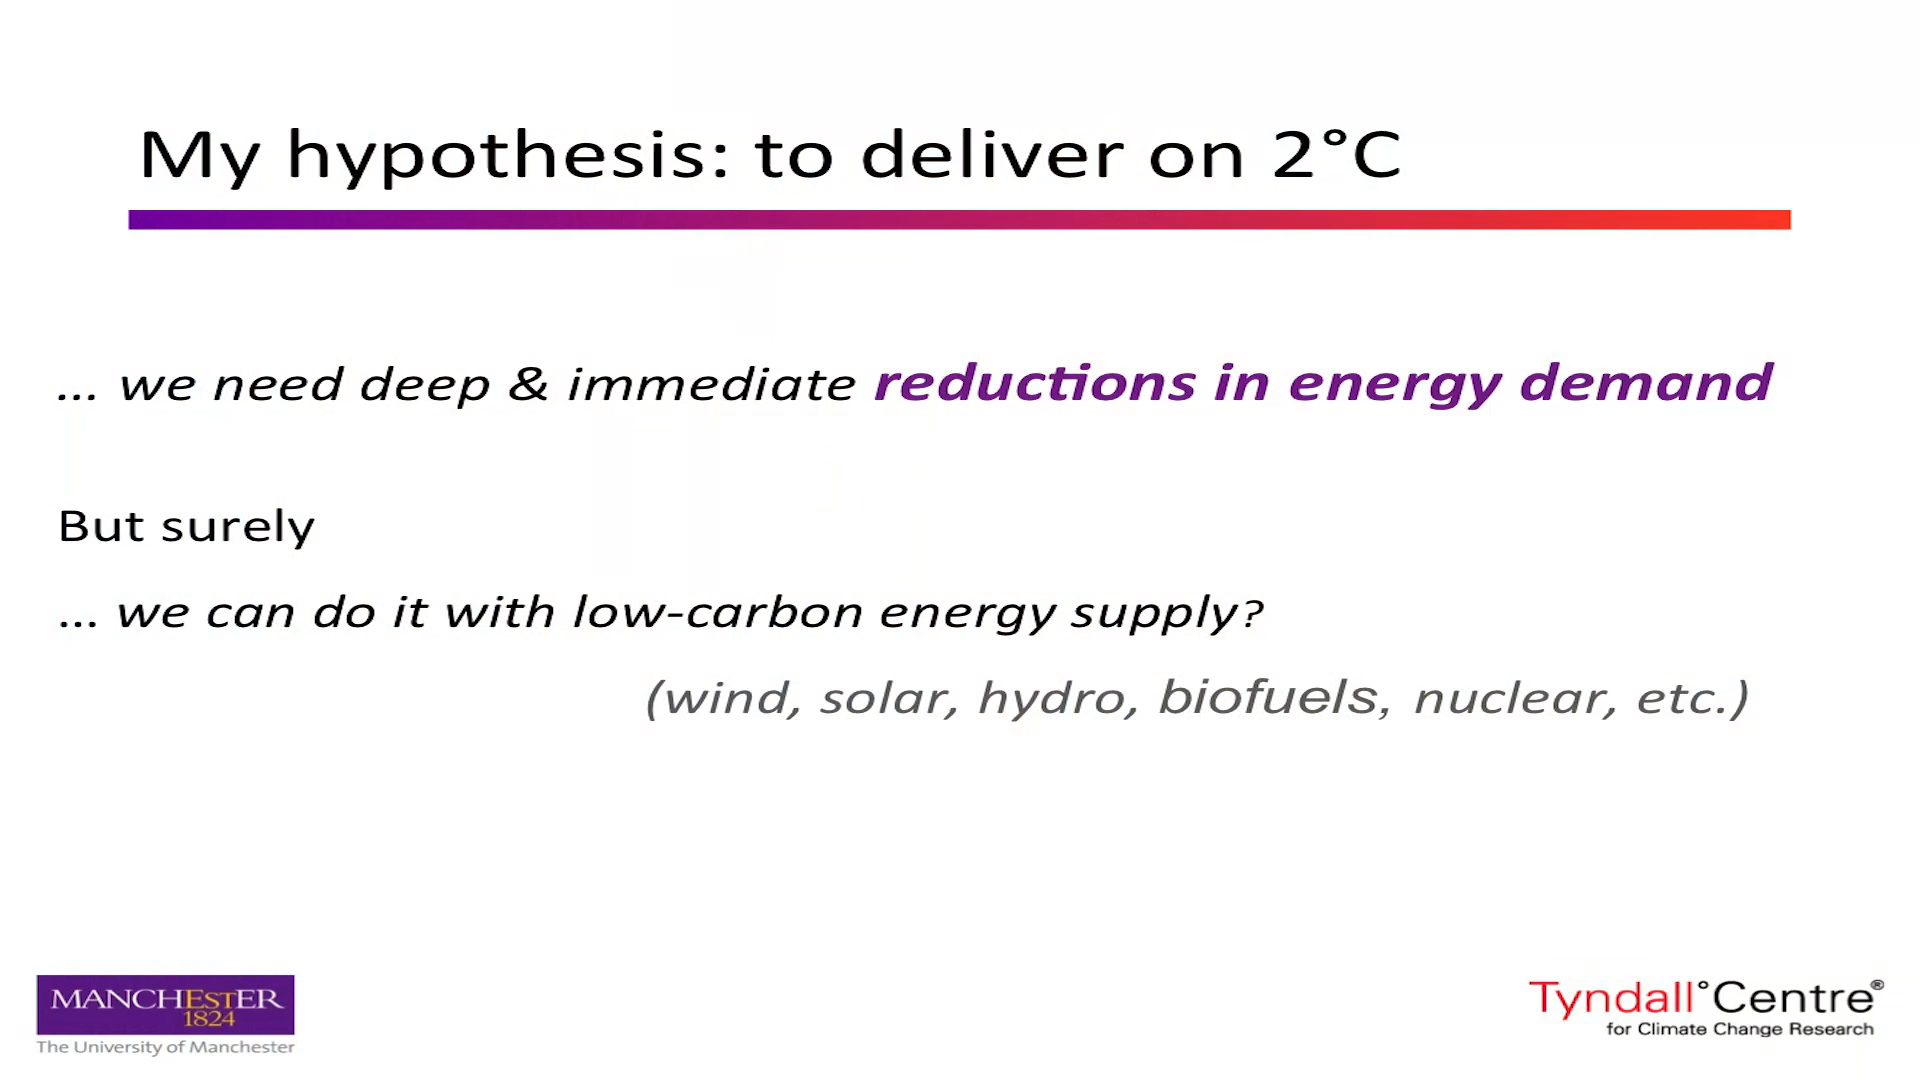 My hypothesis: to deliver on 2°C
... we need deep & immediate reductions in energy demand
But surely
... we can do it with low-carbon energy supply?
(wind, solar, hydro, biofuels, nuclear, etc.)
MANCHEsTER
1824
The University of Manchester
Tyndall°Centre®
for Climate Change Research